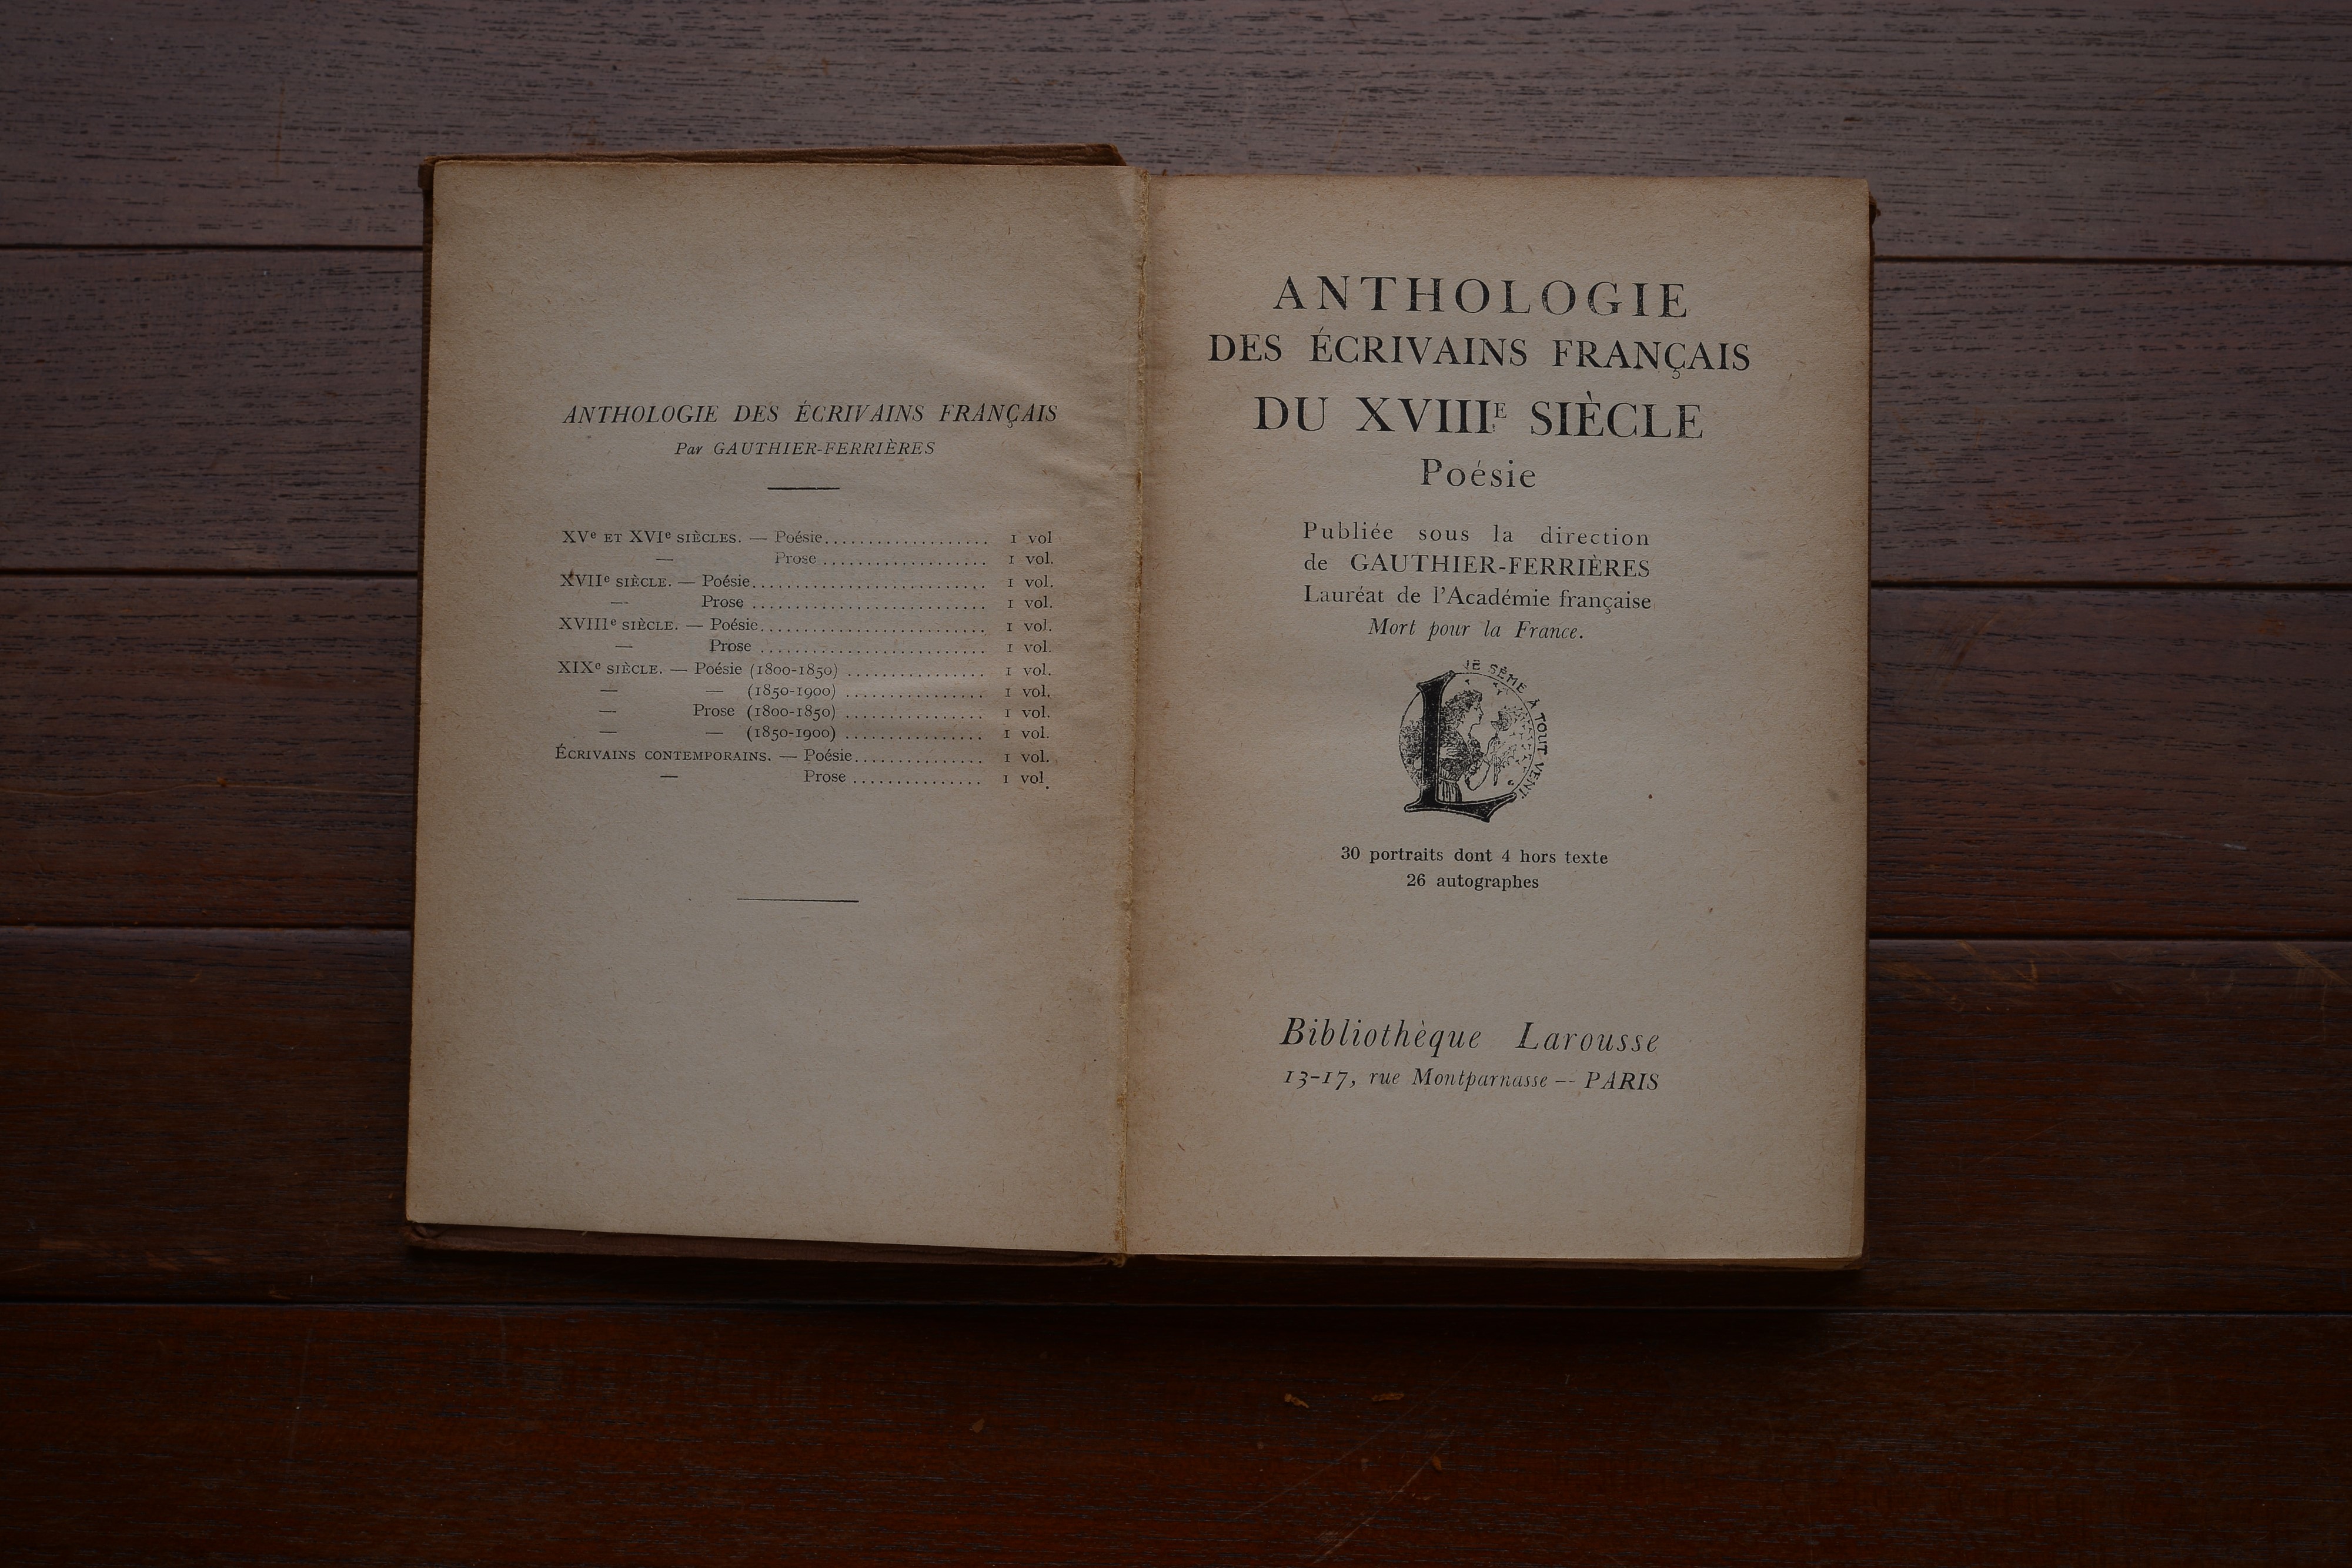 ANTHOLOGIE DES ÉCRIVAINS FRANÇAIS
Par GAUTHIER-FERRIÈRES
XVe ET XVIe SIÈCLES. — Poésie................... 1 vol
— Prose ................... 1 vol.
XVIIe SIÈCLE. — Poésie........................... 1 vol.
— Prose ........................... 1 vol.
XVIIIe SIÈCLE. — Poésie.......................... 1 vol.
— Prose .......................... 1 vol.
XIXe SIÈCLE. — Poésie (1800-1850) ................ 1 vol.
— — (1850-1900) ................ 1 vol.
— Prose (1800-1850) ................ 1 vol.
— — (1850-1900) ................ 1 vol.
ÉCRIVAINS CONTEMPORAINS. — Poésie............... 1 vol.
— Prose ............... 1 vol.
ANTHOLOGIE
DES ÉCRIVAINS FRANÇAIS
DU XVIIIE SIÈCLE
Poésie
Publiée sous la direction
de GAUTHIER-FERRIÈRES
Lauréat de l'Académie française
Mort pour la France.
JE SÈME À TOUT VENT
L
30 portraits dont 4 hors texte
26 autographes
Bibliothèque Larousse
13-17, rue Montparnasse — PARIS